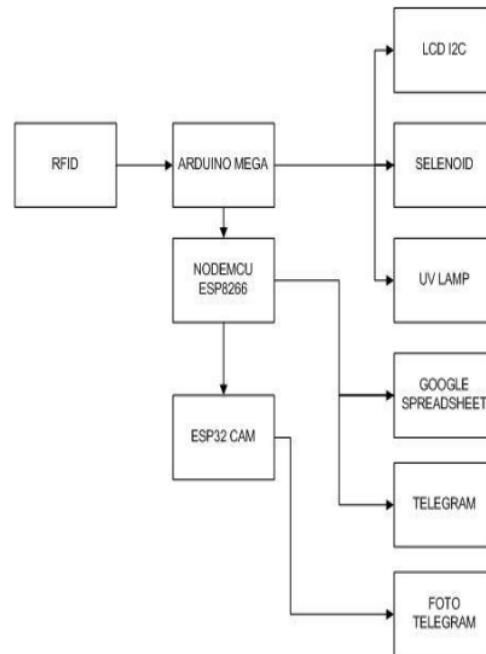 LCD I2C
RFID
ARDUINO MEGA
SELENOID
NODEMCU
ESP8266
UV LAMP
GOOGLE
SPREADSHEET
ESP32 CAM
TELEGRAM
FOTO
TELEGRAM